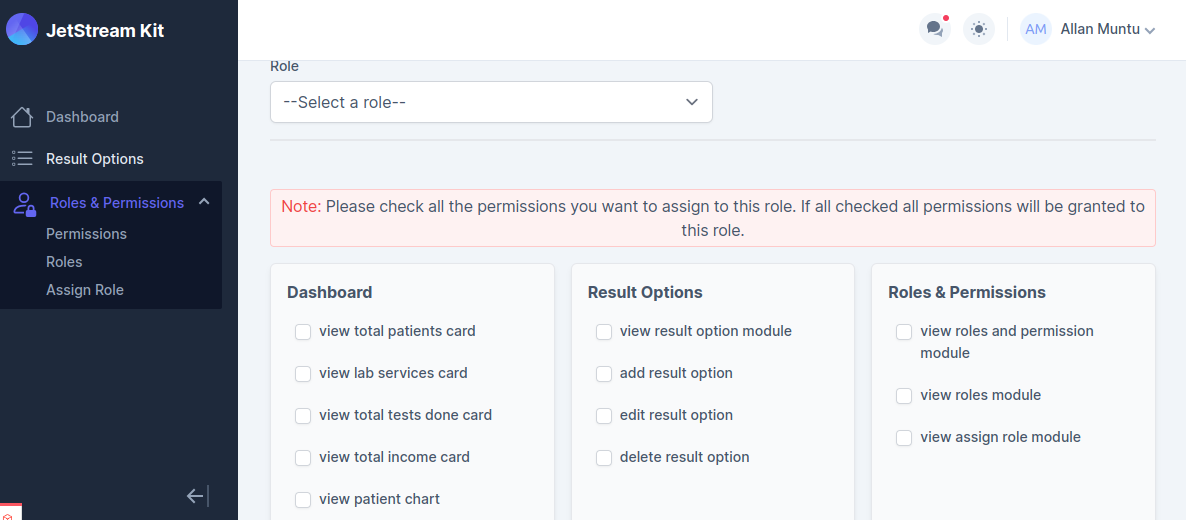 JetStream Kit
AM
Allan Muntu
Dashboard
Result Options
Roles & Permissions
Permissions
Roles
Assign Role
Role
--Select a role--
Note: Please check all the permissions you want to assign to this role. If all checked all permissions will be granted to
this role.
Dashboard
view total patients card
view lab services card
view total tests done card
view total income card
view patient chart
Result Options
view result option module
add result option
edit result option
delete result option
Roles & Permissions
view roles and permission
module
view roles module
view assign role module